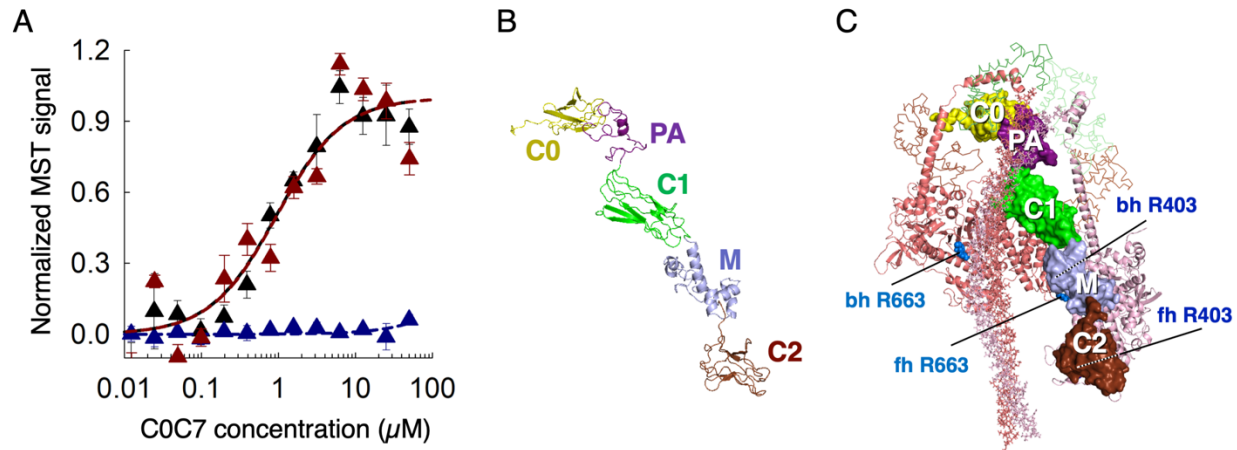 A
Normalized MST signal
1.2
0.9
0.6
0.3
0.0
0.01 0.1 1 10 100
C0C7 concentration (µM)
B
C0
PA
C1
M
C2
C
C0
PA
C1
bh R403
M
bh R663
fh R403
C2
fh R663